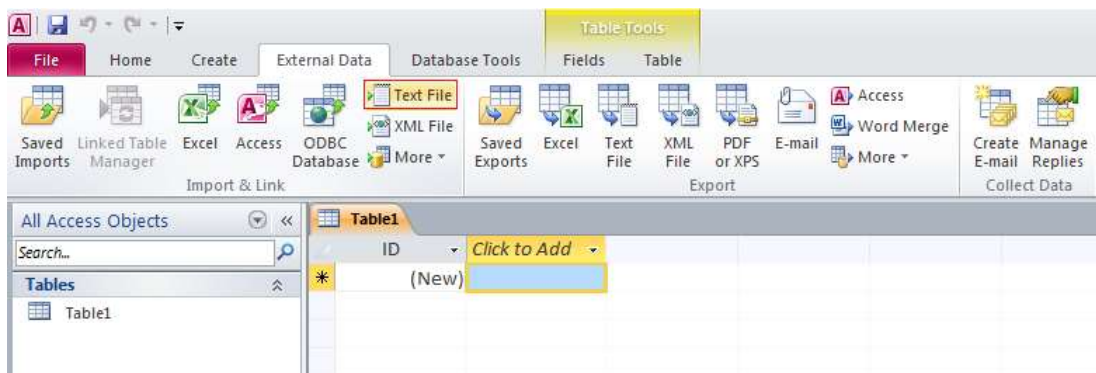 Table Tools
File Home Create External Data Database Tools Fields Table
Saved Imports
Linked Table Manager
Excel
Access
ODBC Database
Text File
XML File
More
Import & Link
Saved Exports
Excel
Text File
XML File
PDF or XPS
E-mail
Access
Word Merge
More
Export
Create E-mail
Manage Replies
Collect Data
All Access Objects
Search...
Tables
Table1
Table1
ID Click to Add
(New)